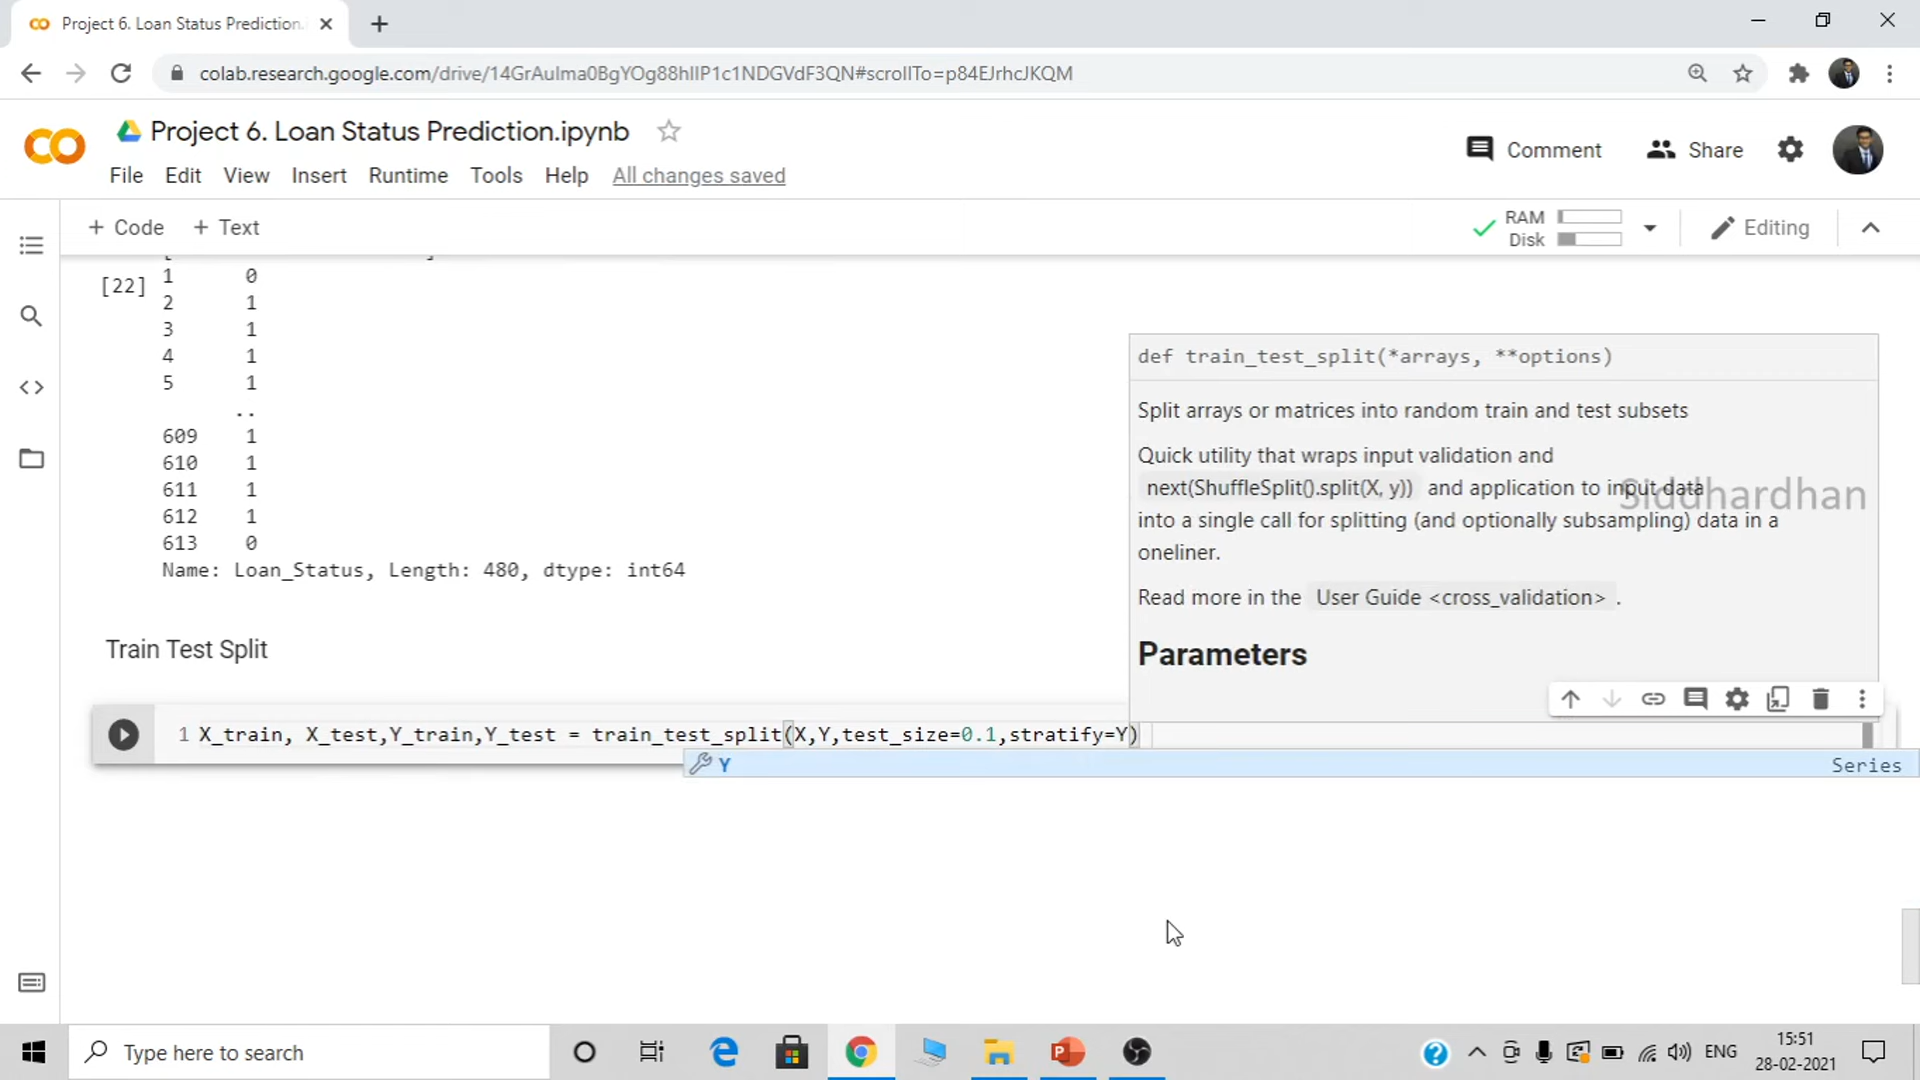 Project 6. Loan Status Prediction.
colab.research.google.com/drive/14GrAulma0BgYOg88hlIP1c1NDGVdF3QN#scrollTo=p84EJrhcJKQM
CO
Project 6. Loan Status Prediction.ipynb
Comment
Share
File Edit View Insert Runtime Tools Help All changes saved
+ Code + Text
RAM
Disk
Editing
[22]
1 0
2 1
3 1
4 1
5 1
..
609 1
610 1
611 1
612 1
613 0
Name: Loan_Status, Length: 480, dtype: int64
def train_test_split(*arrays, **options)
Split arrays or matrices into random train and test subsets
Quick utility that wraps input validation and
next(ShuffleSplit().split(X, y)) and application to input data
Siddhardhan
into a single call for splitting (and optionally subsampling) data in a
oneliner.
Read more in the User Guide <cross_validation> .
Parameters
Train Test Split
1 X_train, X_test,Y_train,Y_test = train_test_split(X,Y,test_size=0.1,stratify=Y)
Y Series
Type here to search
ENG
15:51
28-02-2021